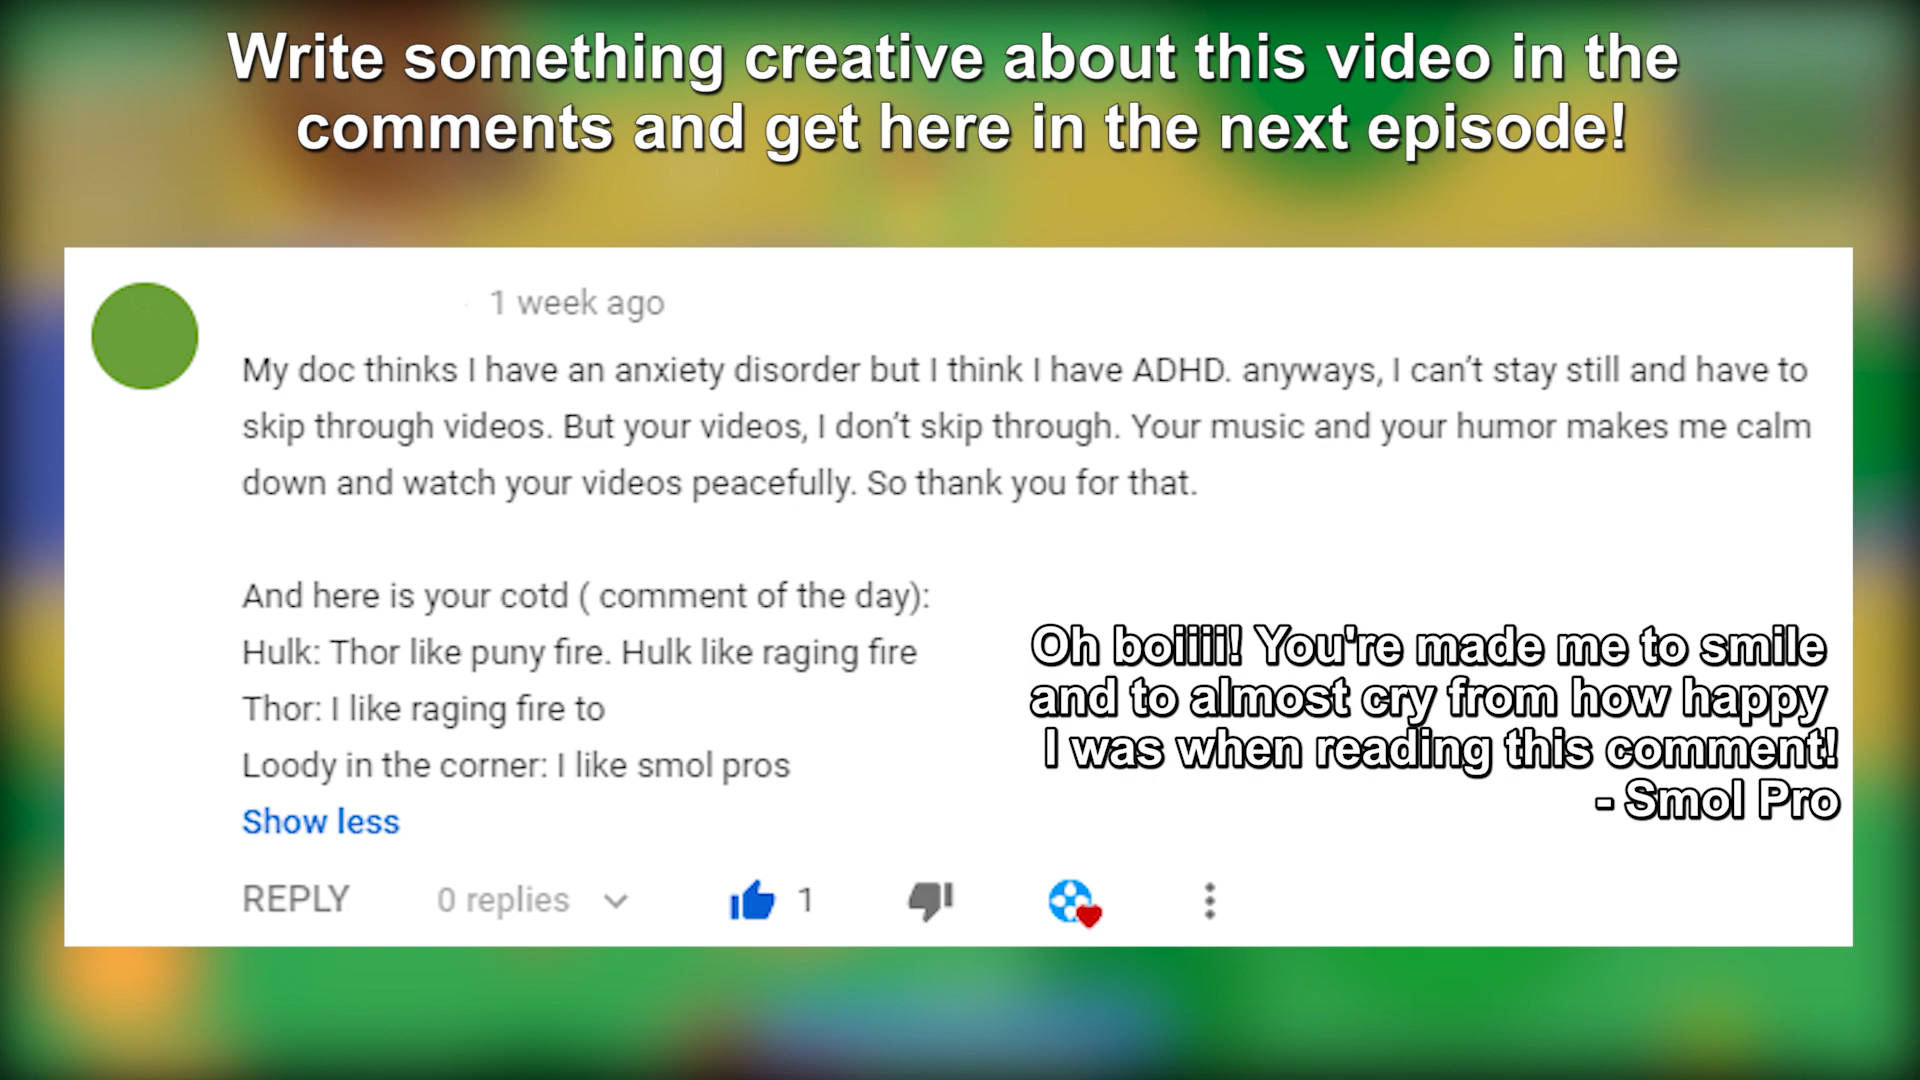 Write something creative about this video in the
comments and get here in the next episode!
1 week ago
My doc thinks I have an anxiety disorder but I think I have ADHD. anyways, I can’t stay still and have to
skip through videos. But your videos, I don’t skip through. Your music and your humor makes me calm
down and watch your videos peacefully. So thank you for that.
And here is your cotd ( comment of the day):
Hulk: Thor like puny fire. Hulk like raging fire
Thor: I like raging fire to
Loody in the corner: I like smol pros
Show less
Oh boiiii! You're made me to smile
and to almost cry from how happy
I was when reading this comment!
- Smol Pro
REPLY 0 replies 1